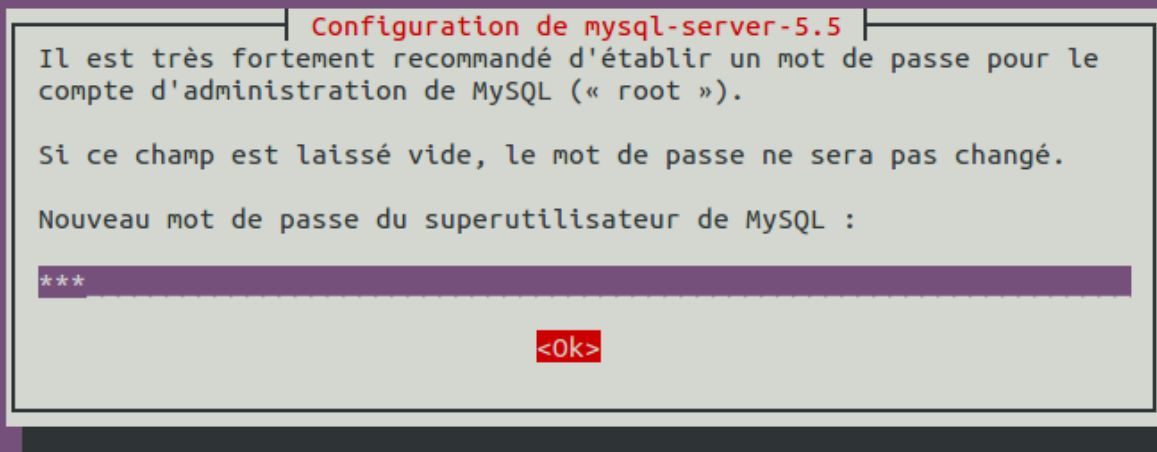 Configuration de mysql-server-5.5
Il est très fortement recommandé d'établir un mot de passe pour le
compte d'administration de MySQL (« root »).
Si ce champ est laissé vide, le mot de passe ne sera pas changé.
Nouveau mot de passe du superutilisateur de MySQL :
***
<Ok>